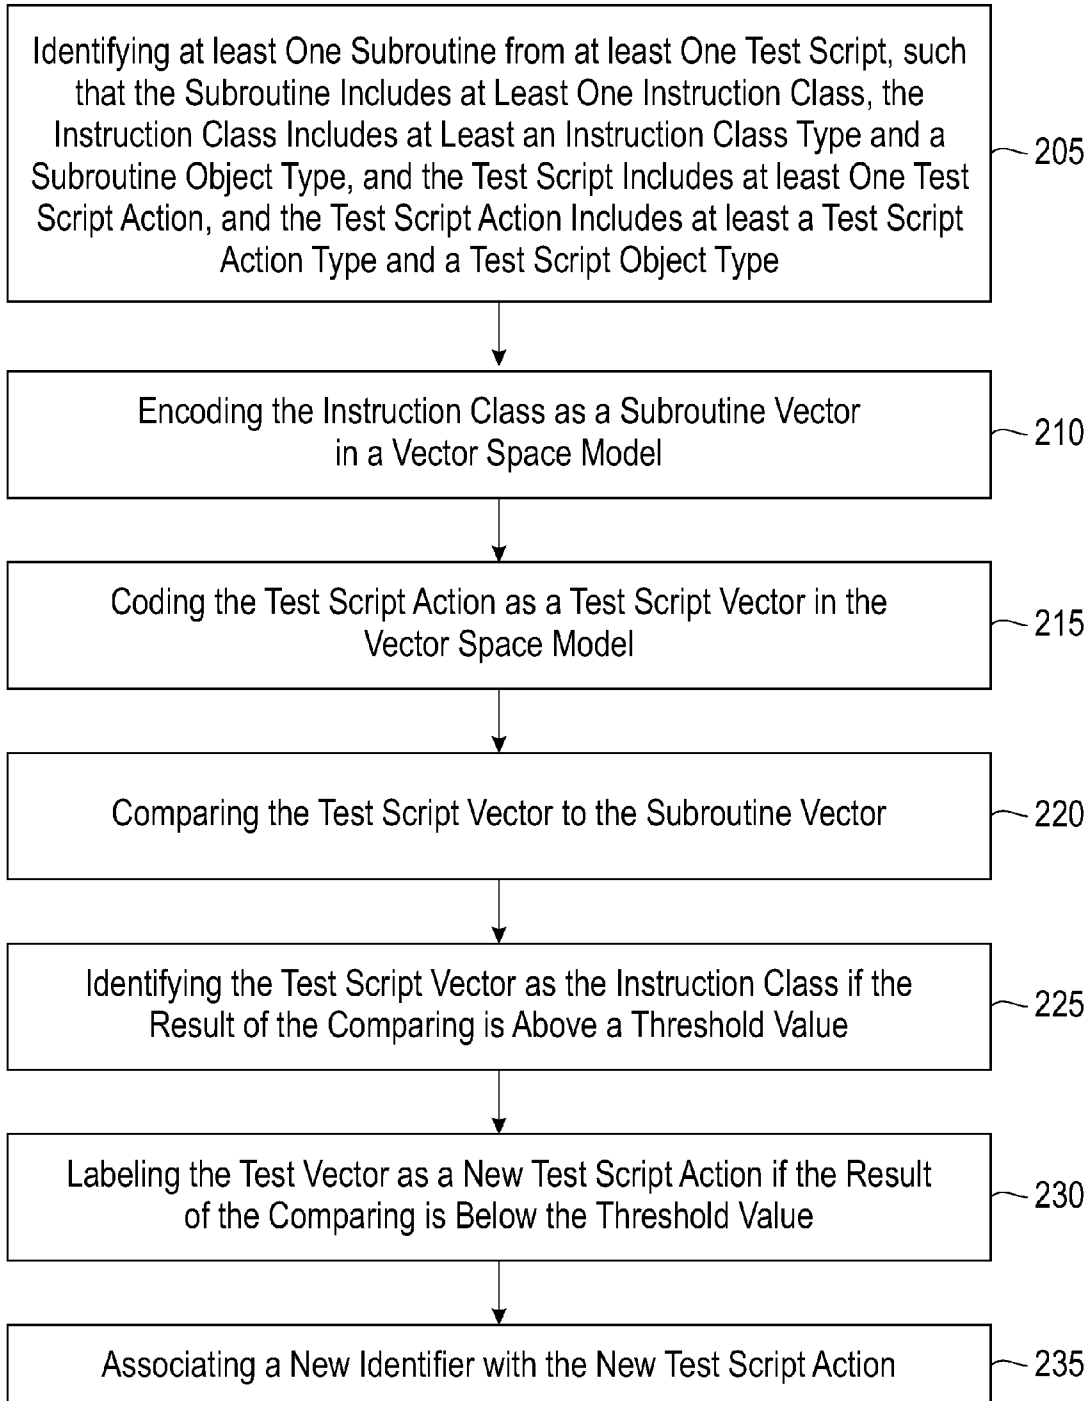 Identifying at least One Subroutine from at least One Test Script, such
that the Subroutine Includes at Least One Instruction Class, the
Instruction Class Includes at Least an Instruction Class Type and a
Subroutine Object Type, and the Test Script Includes at least One Test
Script Action, and the Test Script Action Includes at least a Test Script
Action Type and a Test Script Object Type
205
Encoding the Instruction Class as a Subroutine Vector
in a Vector Space Model
210
Coding the Test Script Action as a Test Script Vector in the
Vector Space Model
215
Comparing the Test Script Vector to the Subroutine Vector
220
Identifying the Test Script Vector as the Instruction Class if the
Result of the Comparing is Above a Threshold Value
225
Labeling the Test Vector as a New Test Script Action if the Result
of the Comparing is Below the Threshold Value
230
Associating a New Identifier with the New Test Script Action
235